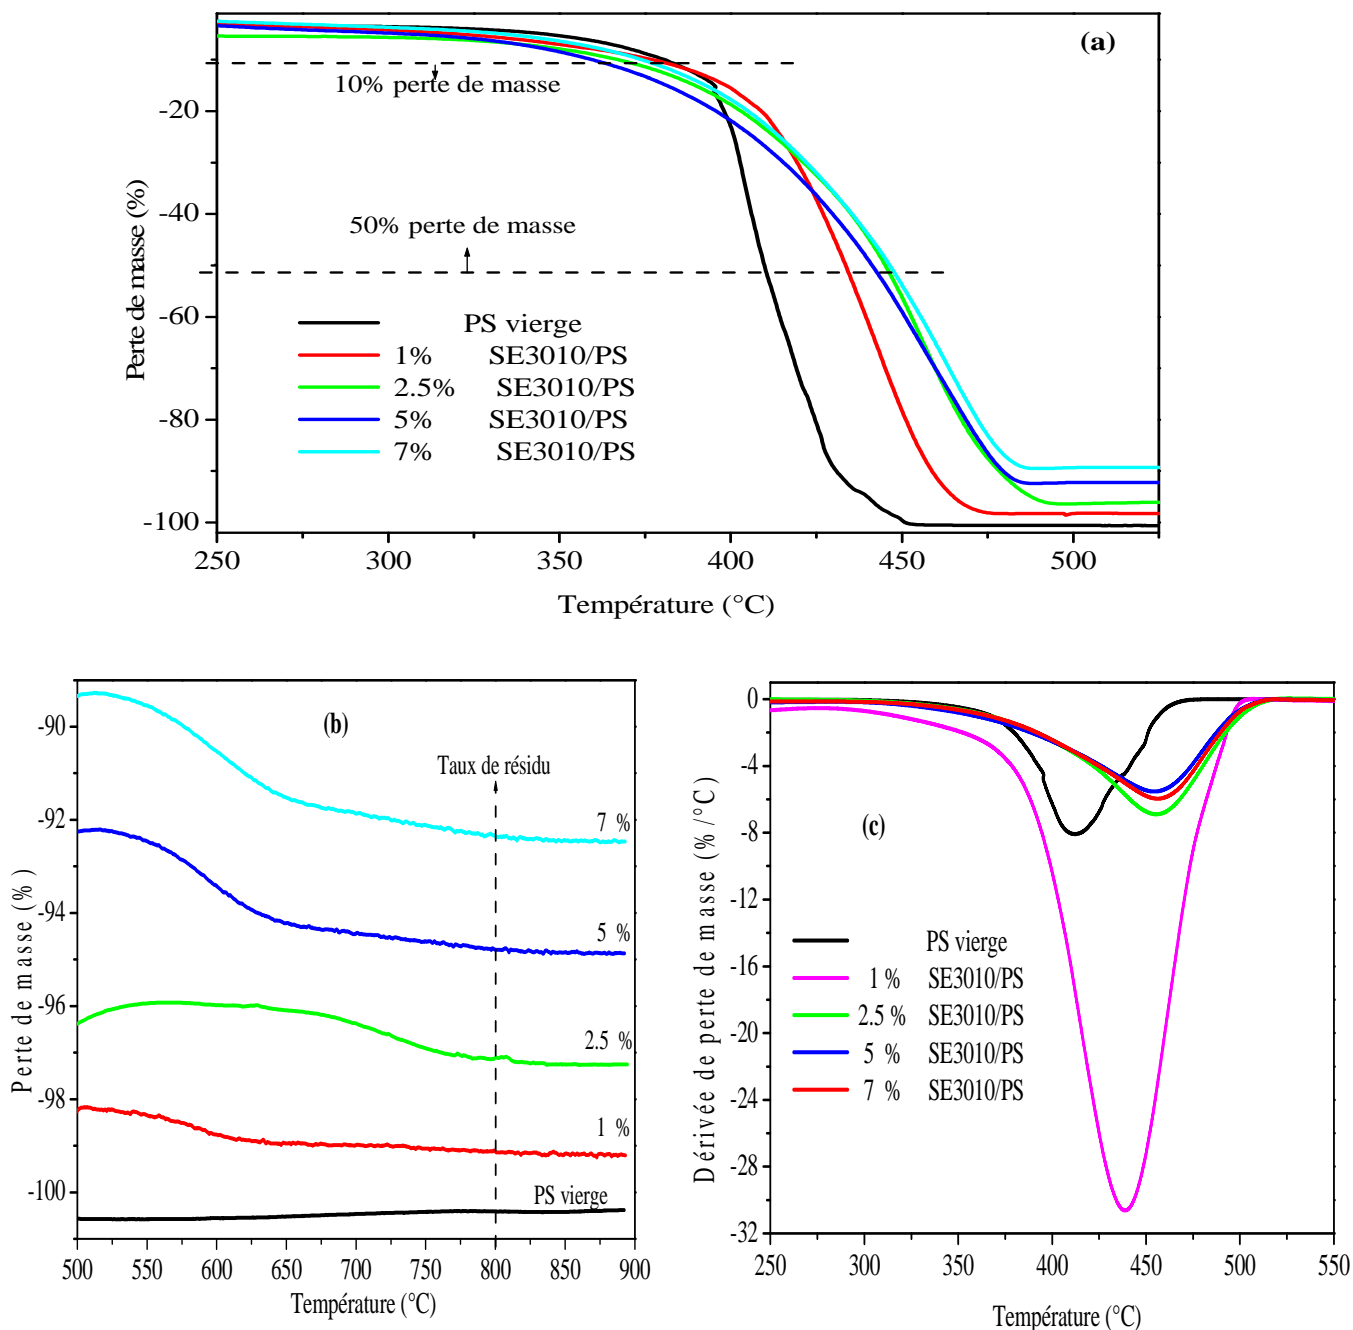 (a)
10% perte de masse
50% perte de masse
Perte de masse (%)
-20
-40
-60
-80
-100
PS vierge
1% SE3010/PS
2.5% SE3010/PS
5% SE3010/PS
7% SE3010/PS
250 300 350 400 450 500
Température (°C)
(b)
Taux de résidu
Perte de masse (%)
-90
-92
-94
-96
-98
-100
7 %
5 %
2.5 %
1 %
PS vierge
500 550 600 650 700 750 800 850 900
Température (°C)
(c)
Dérivée de perte de masse (% /°C)
0
-4
-8
-12
-16
-20
-24
-28
-32
PS vierge
1 % SE3010/PS
2.5 % SE3010/PS
5 % SE3010/PS
7 % SE3010/PS
250 300 350 400 450 500 550
Température (°C)